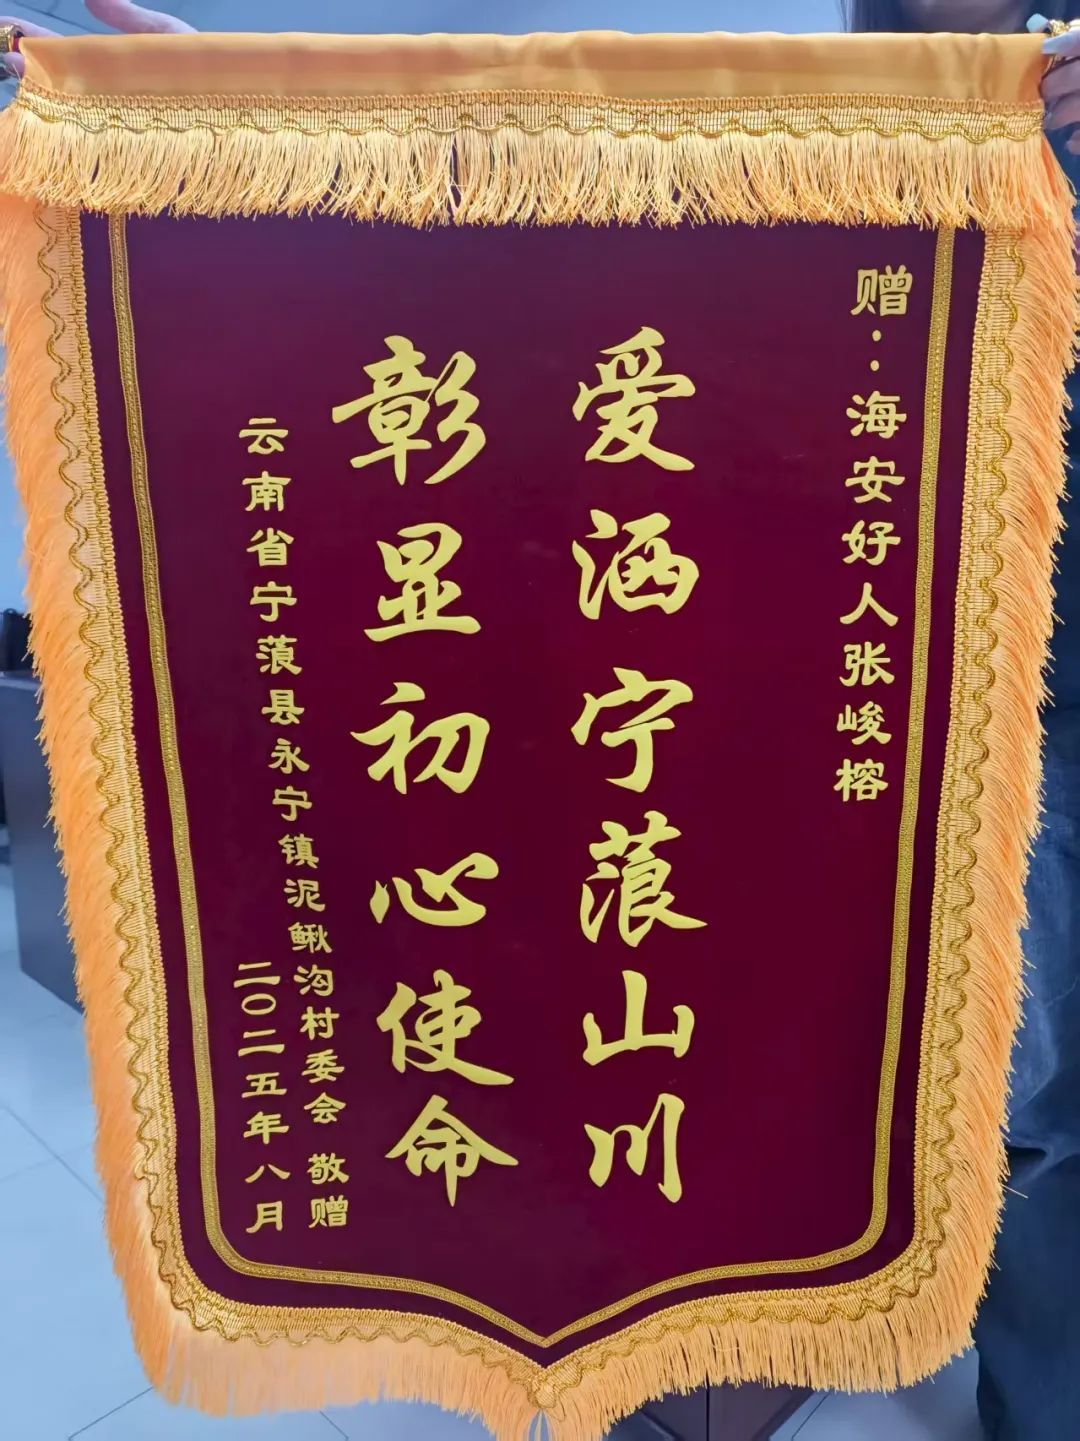 赠：海安好人张峻榕
爱洒宁蒗山川
彰显初心使命
云南省宁蒗县永宁镇泥鳅沟村委会 敬赠
二〇二五年八月